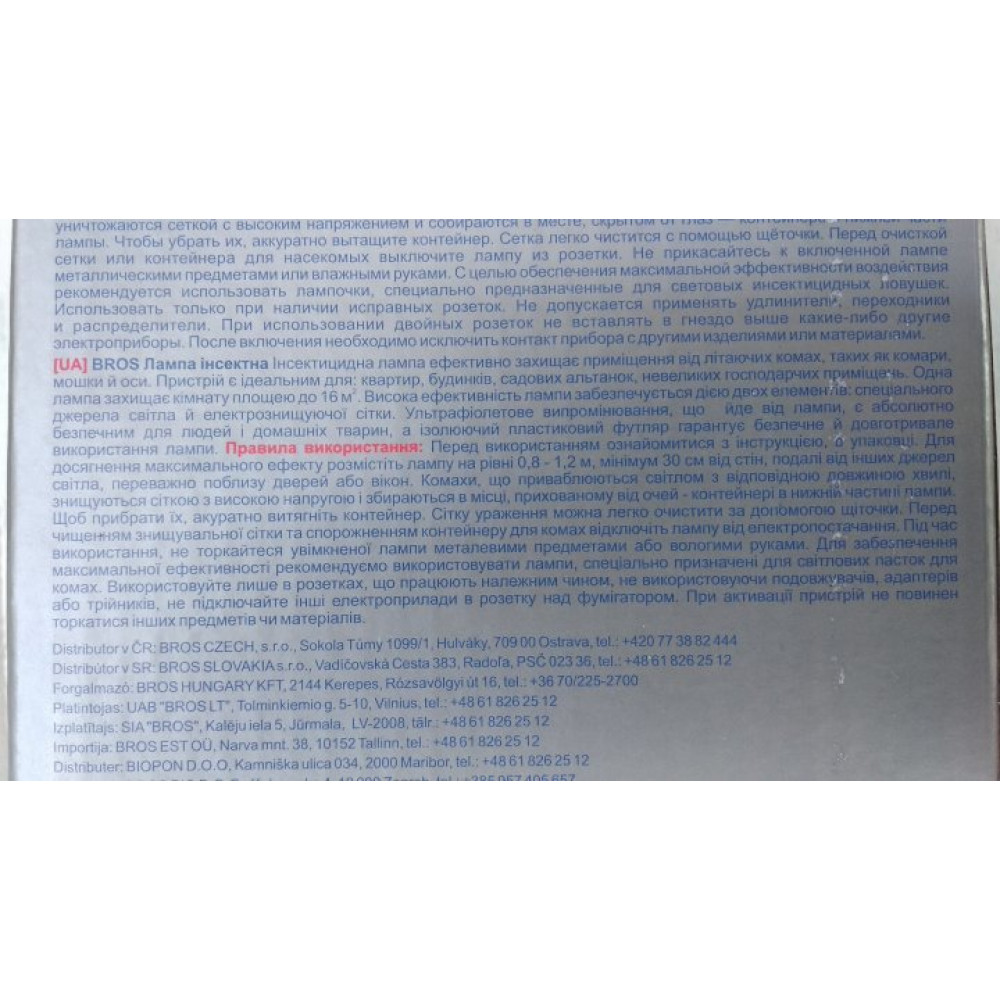 уничтожаются сеткой с высоким напряжением и собираются в месте, скрытом от глаз — контейнере в нижней части
лампы. Чтобы убрать их, аккуратно вытащите контейнер. Сетка легко чистится с помощью щёточки. Перед очисткой
сетки или контейнера для насекомых выключите лампу из розетки. Не прикасайтесь к включенной лампе
металлическими предметами или влажными руками. С целью обеспечения максимальной эффективности воздействия
рекомендуется использовать лампочки, специально предназначенные для световых инсектицидных ловушек.
Использовать только при наличии исправных розеток. Не допускается применять удлинители, переходники
и распределители. При использовании двойных розеток не вставлять в гнездо выше какие-либо другие
электроприборы. После включения необходимо исключить контакт прибора с другими изделиями или материалами.
[UA] BROS Лампа інсектна Інсектицидна лампа ефективно захищає приміщення від літаючих комах, таких як комари,
мошки й оси. Пристрій є ідеальним для: квартир, будинків, садових альтанок, невеликих господарчих приміщень. Одна
лампа захищає кімнату площею до 16 м². Висока ефективність лампи забезпечується дією двох елементів: спеціального
джерела світла й електрознищуючої сітки. Ультрафіолетове випромінювання, що йде від лампи, є абсолютно
безпечним для людей і домашніх тварин, а ізолюючий пластиковий футляр гарантує безпечне й довготривале
використання лампи. Правила використання: Перед використанням ознайомитися з інструкцією, в упаковці. Для
досягнення максимального ефекту розмістіть лампу на рівні 0,8 - 1,2 м, мінімум 30 см від стін, подалі від інших джерел
світла, переважно поблизу дверей або вікон. Комахи, що приваблюються світлом з відповідною довжиною хвилі,
знищуються сіткою з високою напругою і збираються в місці, прихованому від очей - контейнері в нижній частині лампи.
Щоб прибрати їх, акуратно витягніть контейнер. Сітку ураження можна легко очистити за допомогою щіточки. Перед
чищенням знищувальної сітки та спорожненням контейнеру для комах відключіть лампу від електропостачання. Під час
використання, не торкайтеся увімкненої лампи металевими предметами або вологими руками. Для забезпечення
максимальної ефективності рекомендуємо використовувати лампи, спеціально призначені для світлових пасток для
комах. Використовуйте лише в розетках, що працюють належним чином, не використовуючи подовжувачів, адаптерів
або трійників, не підключайте інші електроприлади в розетку над фумігатором. При активації пристрій не повинен
торкатися інших предметів чи матеріалів.
Distributor v ČR: BROS CZECH, s.r.o., Sokola Tůmy 1099/1, Hulváky, 709 00 Ostrava, tel.: +420 77 38 82 444
Distribútor v SR: BROS SLOVAKIA s.r.o., Vadičovská Cesta 383, Radoľa, PSČ 023 36, tel.: +48 61 826 25 12
Forgalmazó: BROS HUNGARY KFT, 2144 Kerepes, Rózsavölgyi út 16, tel.: +36 70/225-2700
Platintojas: UAB "BROS LT", Tolminkiemio g. 5-10, Vilnius, tel.: +48 61 826 25 12
Izplatītajs: SIA "BROS", Kalēju iela 5, Jūrmala, LV-2008, tālr.: +48 61 826 25 12
Importija: BROS EST OÜ, Narva mnt. 38, 10152 Tallinn, tel.: +48 61 826 25 12
Distributer: BIOPON D.O.O, Kamniška ulica 034, 2000 Maribor, tel.: +48 61 826 25 12